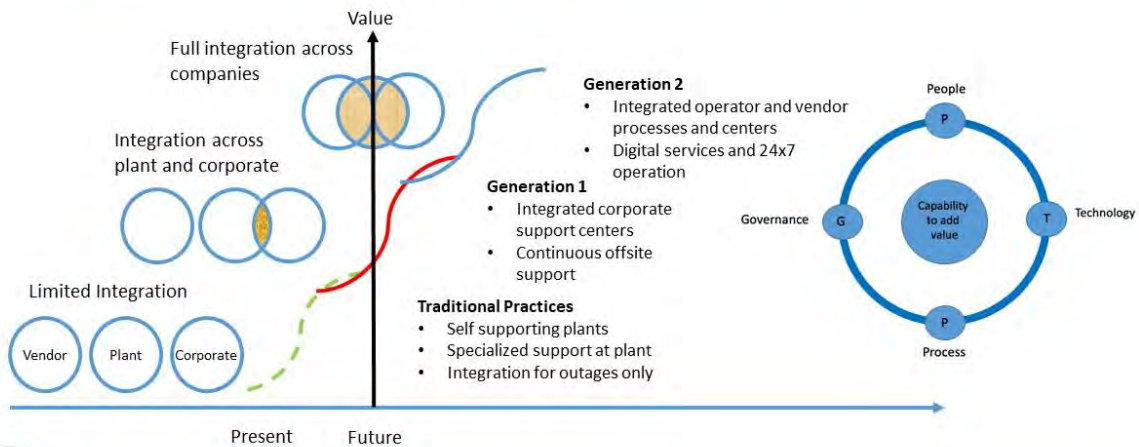 Value
Full integration across
companies
Integration across
plant and corporate
Limited Integration
Vendor
Plant
Corporate
Present
Future
Generation 2
• Integrated operator and vendor
processes and centers
• Digital services and 24x7
operation
Generation 1
• Integrated corporate
support centers
• Continuous offsite
support
Traditional Practices
• Self supporting plants
• Specialized support at plant
• Integration for outages only
People
P
Governance
G
Capability
to add
value
T
Technology
P
Process